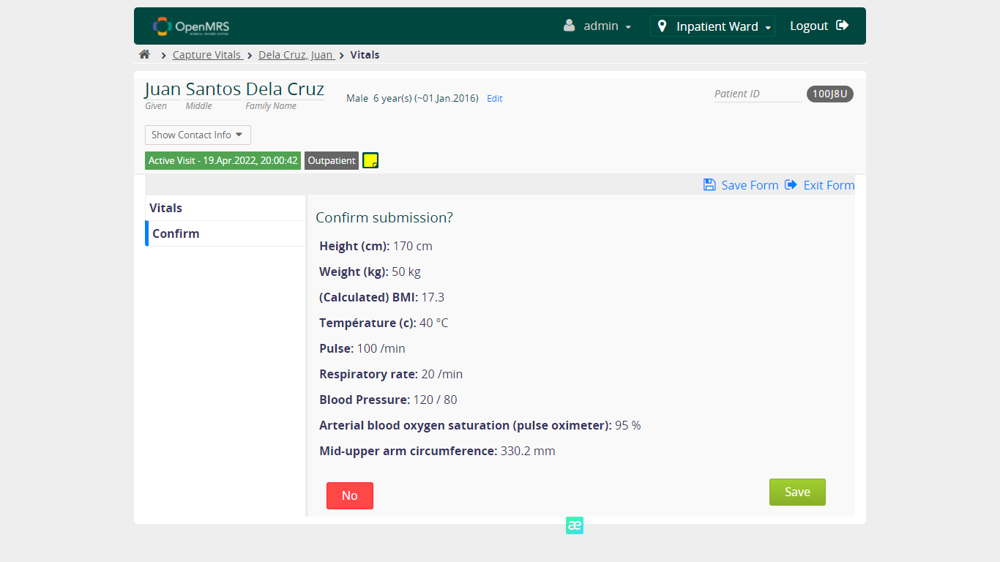 OpenMRS
admin
Inpatient Ward
Logout
Capture Vitals
Dela Cruz, Juan
Vitals
Juan Santos Dela Cruz
Given Middle Family Name
Male 6 year(s) (~01.Jan.2016) Edit
Patient ID 100J8U
Show Contact Info
Active Visit - 19.Apr.2022, 20:00:42 Outpatient
Save Form Exit Form
Vitals
Confirm
Confirm submission?
Height (cm): 170 cm
Weight (kg): 50 kg
(Calculated) BMI: 17.3
Température (c): 40 °C
Pulse: 100 /min
Respiratory rate: 20 /min
Blood Pressure: 120 / 80
Arterial blood oxygen saturation (pulse oximeter): 95 %
Mid-upper arm circumference: 330.2 mm
No
Save
æ